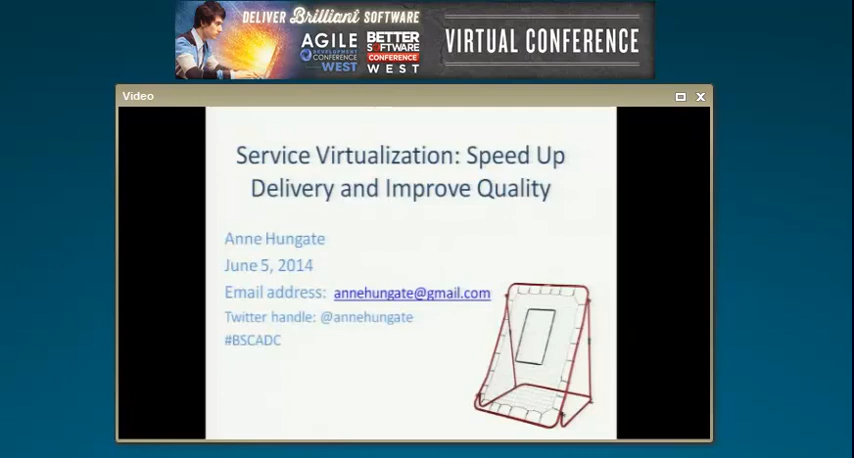 DELIVER Brilliant SOFTWARE
AGILE
DEVELOPMENT
CONFERENCE
WEST
BETTER
SOFTWARE
CONFERENCE
WEST
VIRTUAL CONFERENCE
Video
Service Virtualization: Speed Up
Delivery and Improve Quality
Anne Hungate
June 5, 2014
Email address: annehungate@gmail.com
Twitter handle: @annehungate
#BSCADC